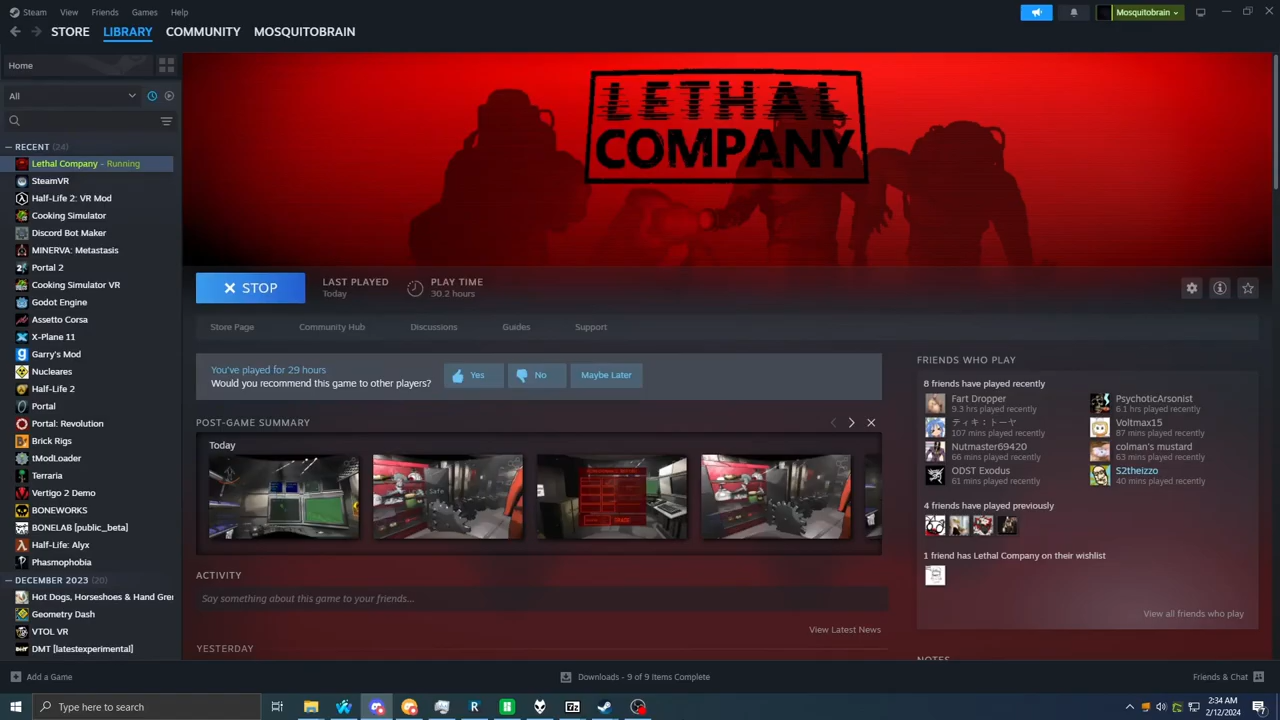 Steam View Friends Games Help
Mosquitobrain
STORE LIBRARY COMMUNITY MOSQUITOBRAIN
Home
All
RECENT (24)
Lethal Company - Running
SteamVR
Half-Life 2: VR Mod
Cooking Simulator
Discord Bot Maker
MINERVA: Metastasis
Portal 2
Cooking Simulator VR
Godot Engine
Assetto Corsa
X-Plane 11
Garry's Mod
Nucleares
Half-Life 2
Portal
Portal: Revolution
Brick Rigs
tModLoader
Terraria
Vertigo 2 Demo
BONEWORKS
BONELAB [public_beta]
Half-Life: Alyx
Phasmophobia
DECEMBER 2023 (20)
Hot Dogs, Horseshoes & Hand Gren
Geometry Dash
VTOL VR
DMT [latestexperimental]
LETHAL
COMPANY
STOP
LAST PLAYED
Today
PLAY TIME
30.2 hours
Store Page Community Hub Discussions Guides Support
You've played for 29 hours
Would you recommend this game to other players?
Yes No Maybe Later
POST-GAME SUMMARY
Today
ACTIVITY
Say something about this game to your friends...
View Latest News
YESTERDAY
FRIENDS WHO PLAY
8 friends have played recently
Fart Dropper
9.3 hrs played recently
PsychoticArsonist
6.1 hrs played recently
ティキ：トーヤ
107 mins played recently
Voltmax15
87 mins played recently
Nutmaster69420
66 mins played recently
colman's mustard
63 mins played recently
ODST Exodus
61 mins played recently
S2theizzo
40 mins played recently
4 friends have played previously
1 friend has Lethal Company on their wishlist
View all friends who play
NOTES
Add a Game
Downloads - 9 of 9 Items Complete
Friends & Chat
Type here to search
2:34 AM
2/12/2024